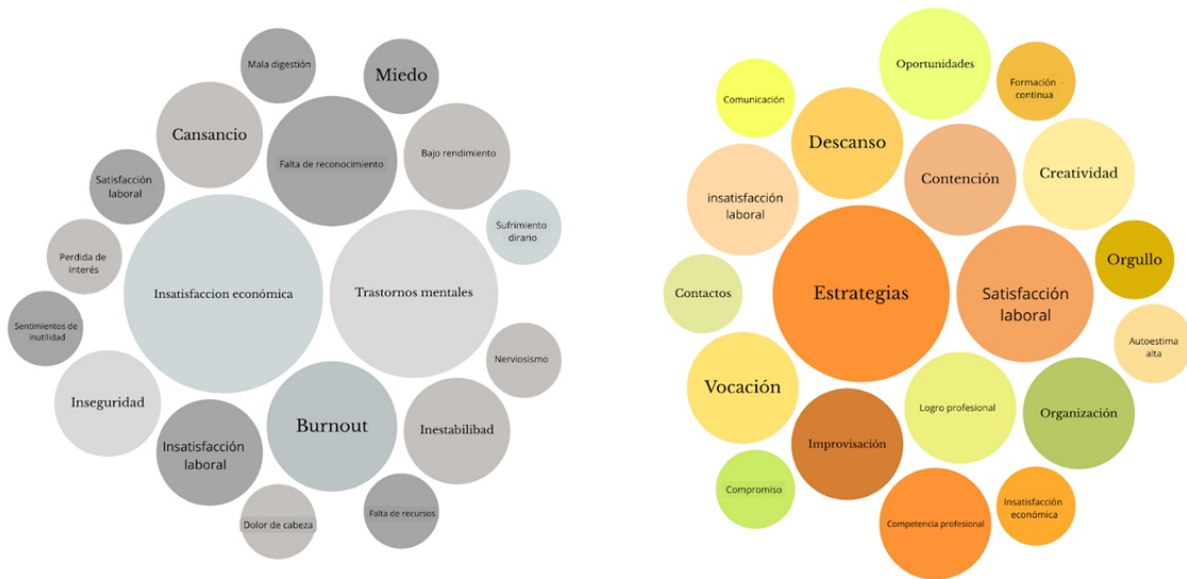 Mala digestión
Miedo
Cansancio
Falta de reconocimiento
Bajo rendimiento
Satisfacción
laboral
Sufrimiento
dirario
Perdida de
interés
Insatisfaccion económica
Trastornos mentales
Sentimientos de
inutilidad
Nerviosismo
Inseguridad
Insatisfacción
laboral
Burnout
Inestabilibad
Dolor de cabeza
Falta de recursos
Oportunidades
Formación
continua
Comunicación
Descanso
Contención
Creatividad
insatisfacción
laboral
Orgullo
Contactos
Estrategias
Satisfacción
laboral
Autoestima
alta
Vocación
Logro profesional
Organización
Improvisación
Compromiso
Competencia profesional
Insatisfacción
económica